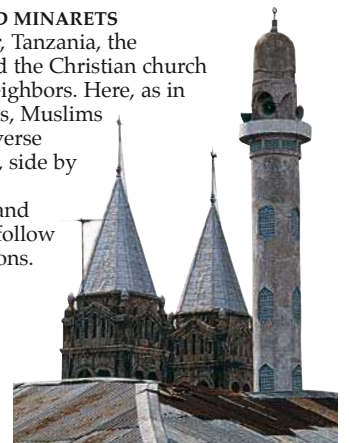 D MINARETS
, Tanzania, the
d the Christian church
ighbors. Here, as in
s, Muslims
verse
, side by
and
follow
ons.